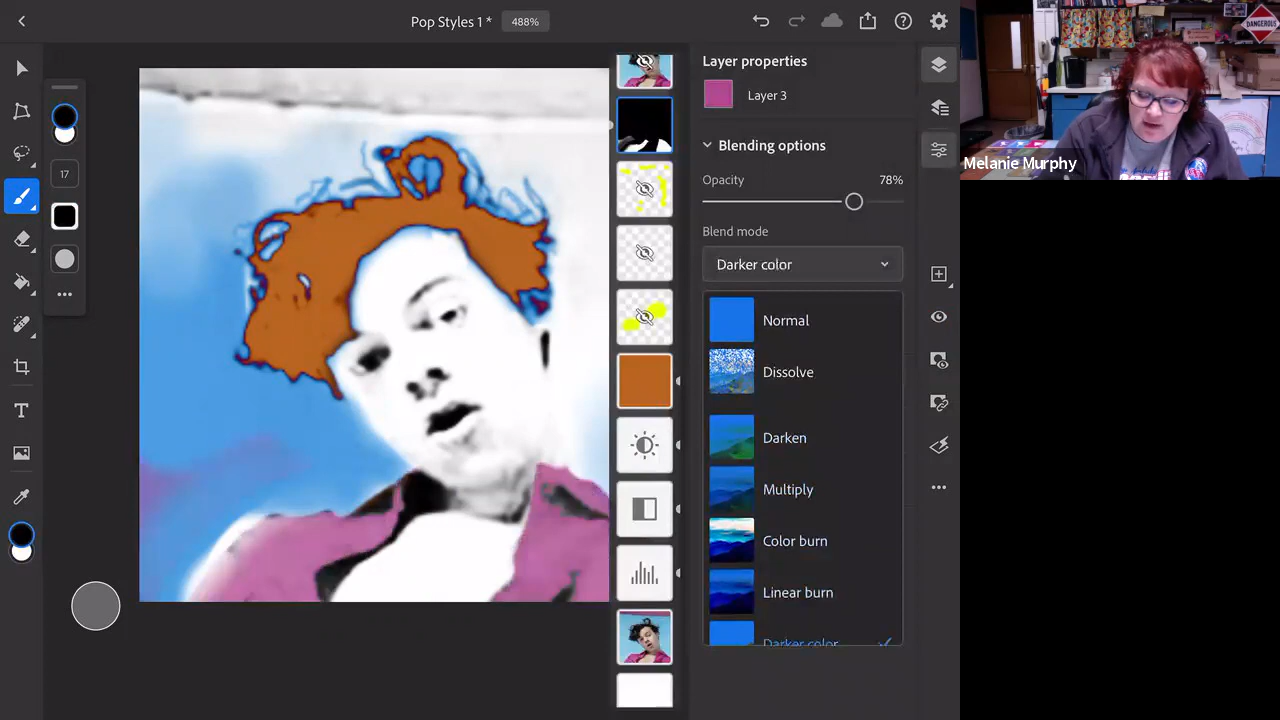 Pop Styles 1 *
488%
Layer properties
Layer 3
17
Blending options
Opacity
78%
Blend mode
Darker color
Normal
Dissolve
Darken
Multiply
Color burn
Linear burn
Darker color
DANGEROUS
Melanie Murphy